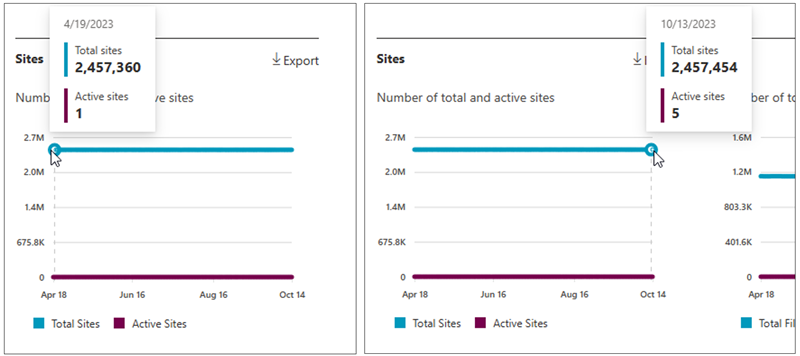 4/19/2023
Total sites
2,457,360
Active sites
1
Sites
Export
Numb
ve sites
2.7M
2.0M
1.4M
675.8K
0
Apr 18 Jun 16 Aug 16 Oct 14
Total Sites Active Sites
10/13/2023
Total sites
2,457,454
Active sites
5
Sites
Number of total and active sites
2.7M
2.0M
1.4M
675.8K
0
Apr 18 Jun 16 Aug 16 Oct 14
Total Sites Active Sites
ber of to
1.6M
1.2M
803.3K
401.6K
0
Apr 18
Total Fil